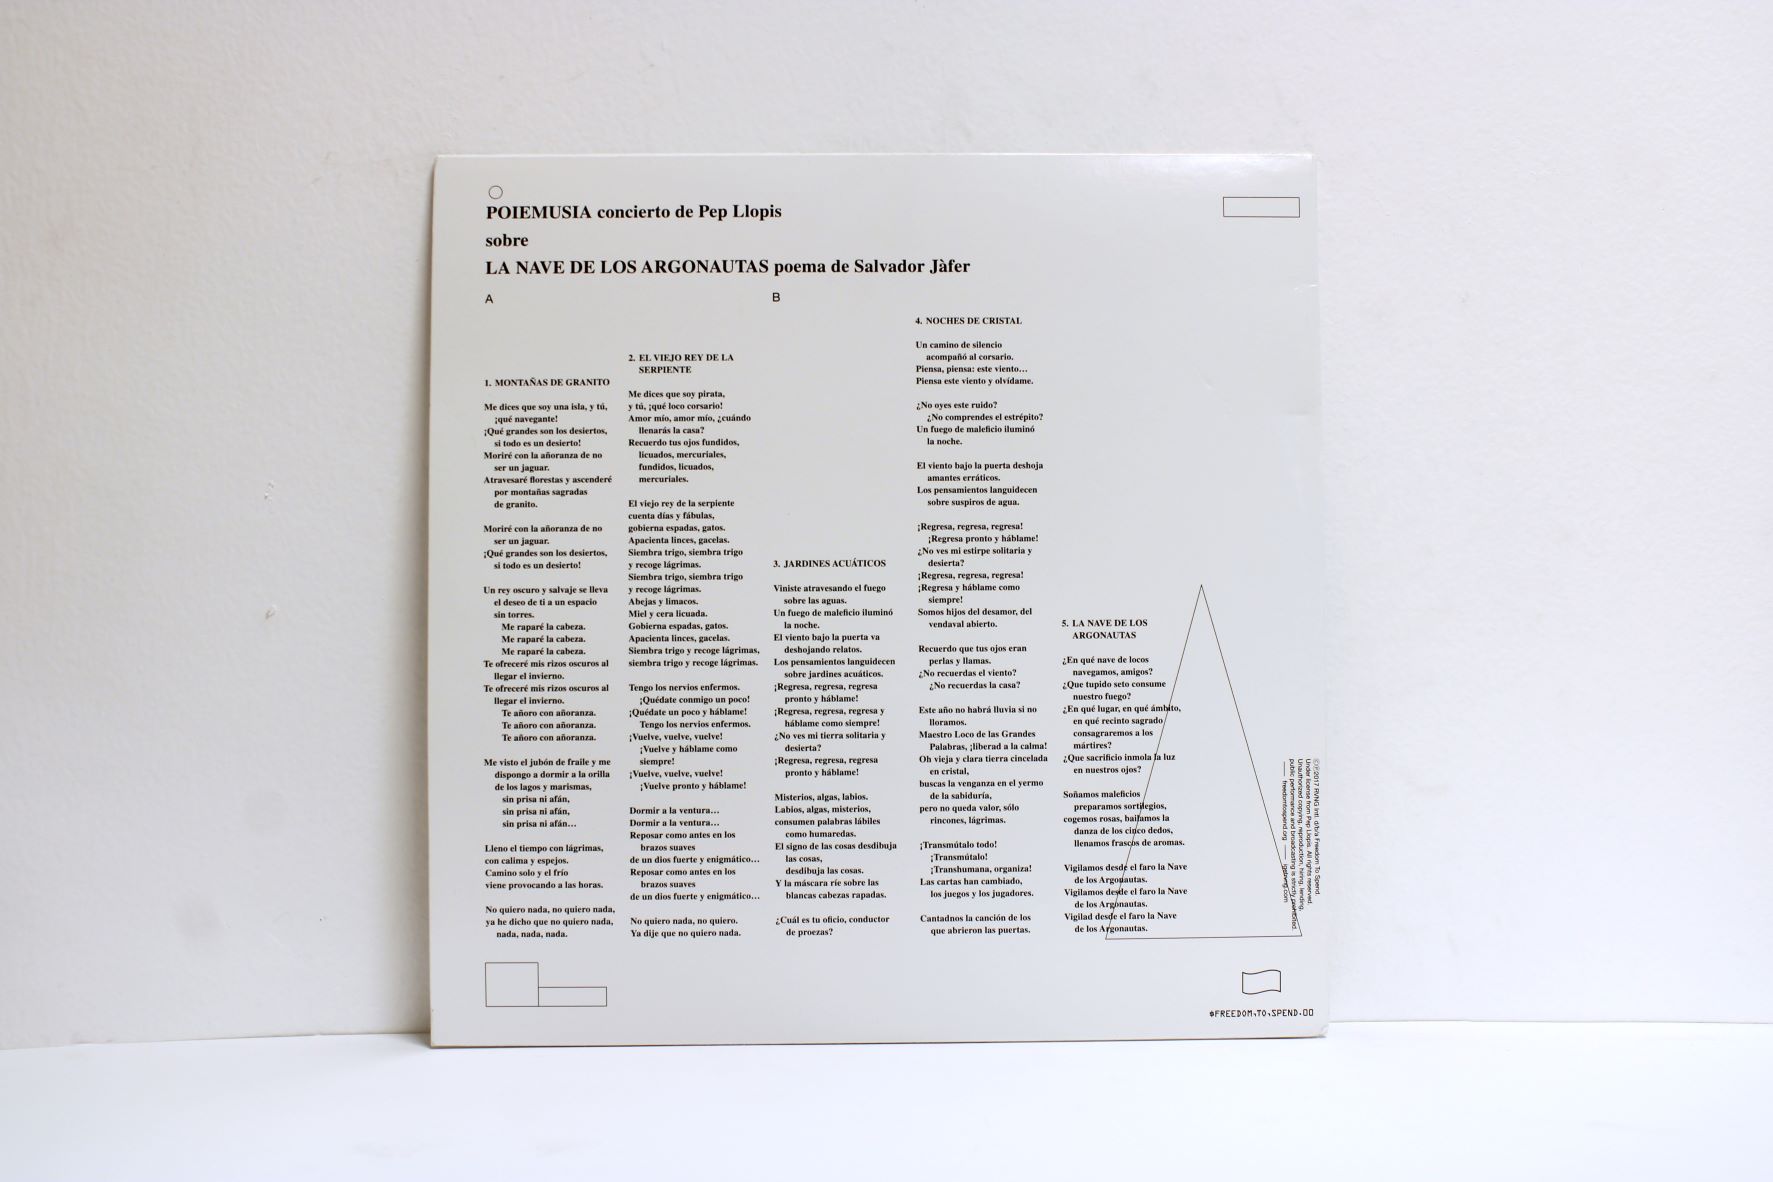 POIEMUSIA concierto de Pep Llopis
sobre
LA NAVE DE LOS ARGONAUTAS poema de Salvador Jàfer
A
1. MONTAÑAS DE GRANITO
Me dices que soy una isla, y tú,
¡qué navegante!
¡Qué grandes son los desiertos,
si todo es un desierto!
Moriré con la añoranza de no
ser un jaguar.
Atravesaré florestas y ascenderé
por montañas sagradas
de granito.
Moriré con la añoranza de no
ser un jaguar.
¡Qué grandes son los desiertos,
si todo es un desierto!
Un rey oscuro y salvaje se lleva
el deseo de ti a un espacio
sin torres.
Me raparé la cabeza.
Me raparé la cabeza.
Me raparé la cabeza.
Te ofreceré mis rizos oscuros al
llegar el invierno.
Te ofreceré mis rizos oscuros al
llegar el invierno.
Te añoro con añoranza.
Te añoro con añoranza.
Te añoro con añoranza.
Me visto el jubón de fraile y me
dispongo a dormir a la orilla
de los lagos y marismas,
sin prisa ni afán,
sin prisa ni afán,
sin prisa ni afán…
Lleno el tiempo con lágrimas,
con calima y espejos.
Camino solo y el frío
viene provocando a las horas.
No quiero nada, no quiero nada,
ya he dicho que no quiero nada,
nada, nada, nada.
2. EL VIEJO REY DE LA
SERPIENTE
Me dices que soy pirata,
y tú, ¡qué loco corsario!
Amor mío, amor mío, ¿cuándo
llenarás la casa?
Recuerdo tus ojos fundidos,
licuados, mercuriales,
fundidos, licuados,
mercuriales.
El viejo rey de la serpiente
cuenta días y fábulas,
gobierna espadas, gatos.
Apacienta linces, gacelas.
Siembra trigo, siembra trigo
y recoge lágrimas.
Siembra trigo, siembra trigo
y recoge lágrimas.
Abejas y limacos.
Miel y cera licuada.
Gobierna espadas, gatos.
Apacienta linces, gacelas.
Siembra trigo y recoge lágrimas,
siembra trigo y recoge lágrimas.
Tengo los nervios enfermos.
¡Quédate conmigo un poco!
¡Quédate un poco y háblame!
Tengo los nervios enfermos.
¡Vuelve, vuelve, vuelve!
¡Vuelve y háblame como
siempre!
¡Vuelve, vuelve, vuelve!
¡Vuelve pronto y háblame!
Dormir a la ventura…
Dormir a la ventura…
Reposar como antes en los
brazos suaves
de un dios fuerte y enigmático…
Reposar como antes en los
brazos suaves
de un dios fuerte y enigmático…
No quiero nada, no quiero.
Ya dije que no quiero nada.
B
3. JARDINES ACUÁTICOS
Viniste atravesando el fuego
sobre las aguas.
Un fuego de maleficio iluminó
la noche.
El viento bajo la puerta va
deshojando relatos.
Los pensamientos languidecen
sobre jardines acuáticos.
¡Regresa, regresa, regresa
pronto y háblame!
¡Regresa, regresa, regresa y
háblame como siempre!
¿No ves mi tierra solitaria y
desierta?
¡Regresa, regresa, regresa
pronto y háblame!
Misterios, algas, labios.
Labios, algas, misterios,
consumen palabras lábiles
como humaredas.
El signo de las cosas desdibuja
las cosas,
desdibuja las cosas.
Y la máscara ríe sobre las
blancas cabezas rapadas.
¿Cuál es tu oficio, conductor
de proezas?
4. NOCHES DE CRISTAL
Un camino de silencio
acompañó al corsario.
Piensa, piensa: este viento…
Piensa este viento y olvídame.
¿No oyes este ruido?
¿No comprendes el estrépito?
Un fuego de maleficio iluminó
la noche.
El viento bajo la puerta deshoja
amantes erráticos.
Los pensamientos languidecen
sobre suspiros de agua.
¡Regresa, regresa, regresa!
¡Regresa pronto y háblame!
¿No ves mi estirpe solitaria y
desierta?
¡Regresa, regresa, regresa!
¡Regresa y háblame como
siempre!
Somos hijos del desamor, del
vendaval abierto.
Recuerdo que tus ojos eran
perlas y llamas.
¿No recuerdas el viento?
¿No recuerdas la casa?
Este año no habrá lluvia si no
lloramos.
Maestro Loco de las Grandes
Palabras, ¡liberad a la calma!
Oh vieja y clara tierra cincelada
en cristal,
buscas la venganza en el yermo
de la sabiduría,
pero no queda valor, sólo
rincones, lágrimas.
¡Transmútalo todo!
¡Transmútalo!
¡Transhumana, organiza!
Las cartas han cambiado,
los juegos y los jugadores.
Cantadnos la canción de los
que abrieron las puertas.
5. LA NAVE DE LOS
ARGONAUTAS
¿En qué nave de locos
navegamos, amigos?
¿Que tupido seto consume
nuestro fuego?
¿En qué lugar, en qué ámbito,
en qué recinto sagrado
consagraremos a los
mártires?
¿Que sacrificio inmola la luz
en nuestros ojos?
Soñamos maleficios
preparamos sortilegios,
cogemos rosas, bailamos la
danza de los cinco dedos,
llenamos frascos de aromas.
Vigilamos desde el faro la Nave
de los Argonautas.
Vigilamos desde el faro la Nave
de los Argonautas.
Vigilad desde el faro la Nave
de los Argonautas.
©℗2017 RVNG Intl. d/b/a Freedom To Spend.
Under license from Pep Llopis. All rights reserved.
Unauthorized copying, reproduction, hiring, lending,
public performance and broadcasting is strictly prohibited.
freedomtospend.org — igetrvng.com
FREEDOM,TO,SPEND.00